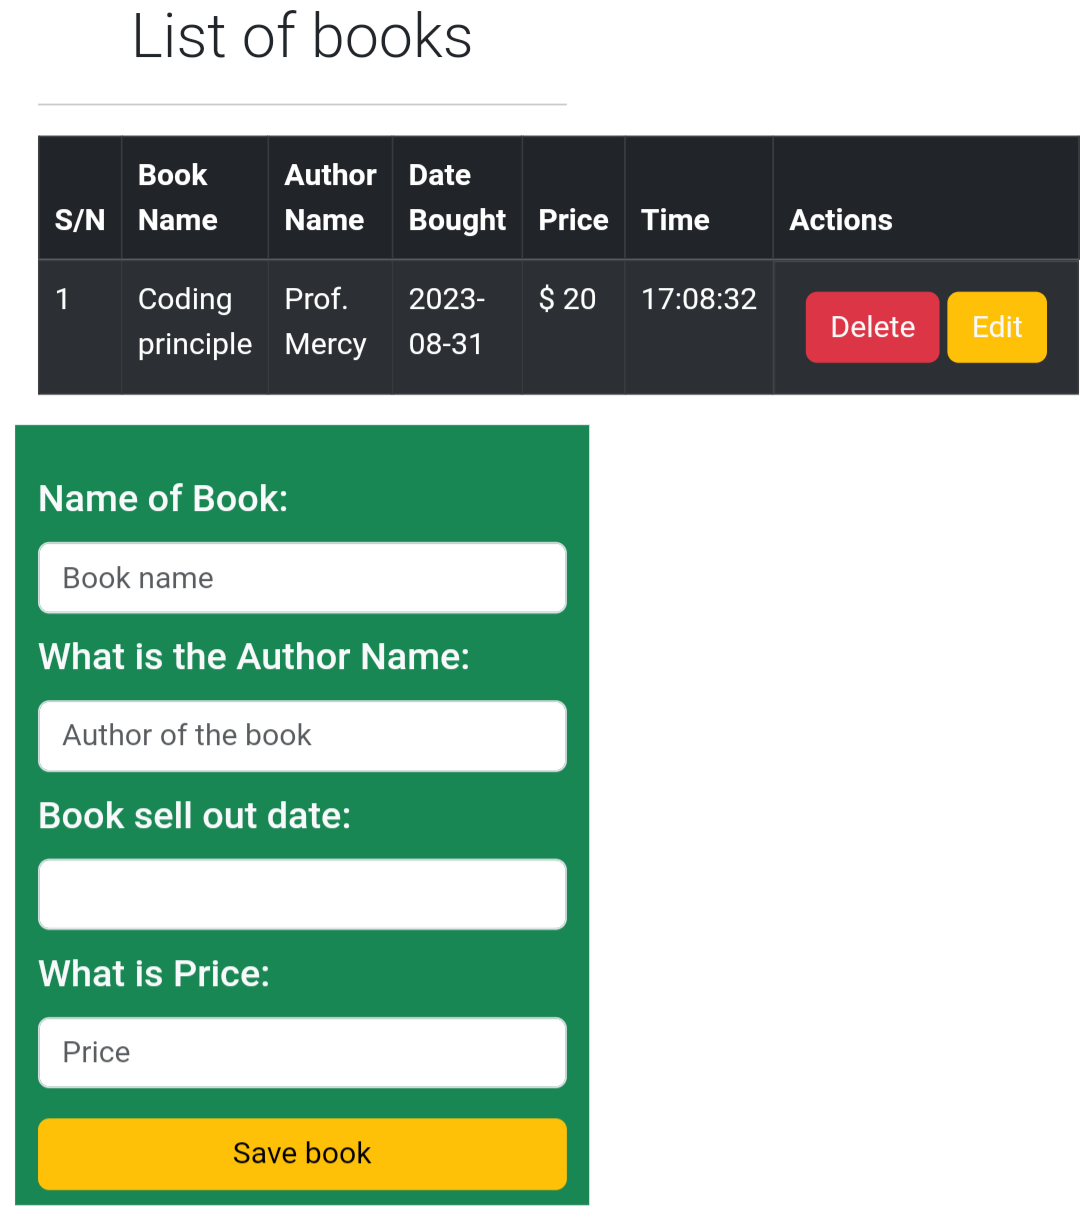 List of books
S/N Book Name Author Name Date Bought Price Time Actions
1 Coding principle Prof. Mercy 2023-08-31 $ 20 17:08:32 Delete Edit
Name of Book:
Book name
What is the Author Name:
Author of the book
Book sell out date:
What is Price:
Price
Save book